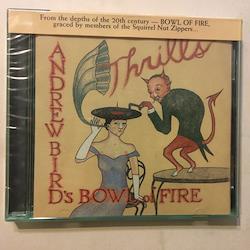 From the depths of the 20th century — BOWL OF FIRE,
graced by members of the Squirrel Nut Zippers...
Thrills
ANDREW BIRD's BOWL of FIRE